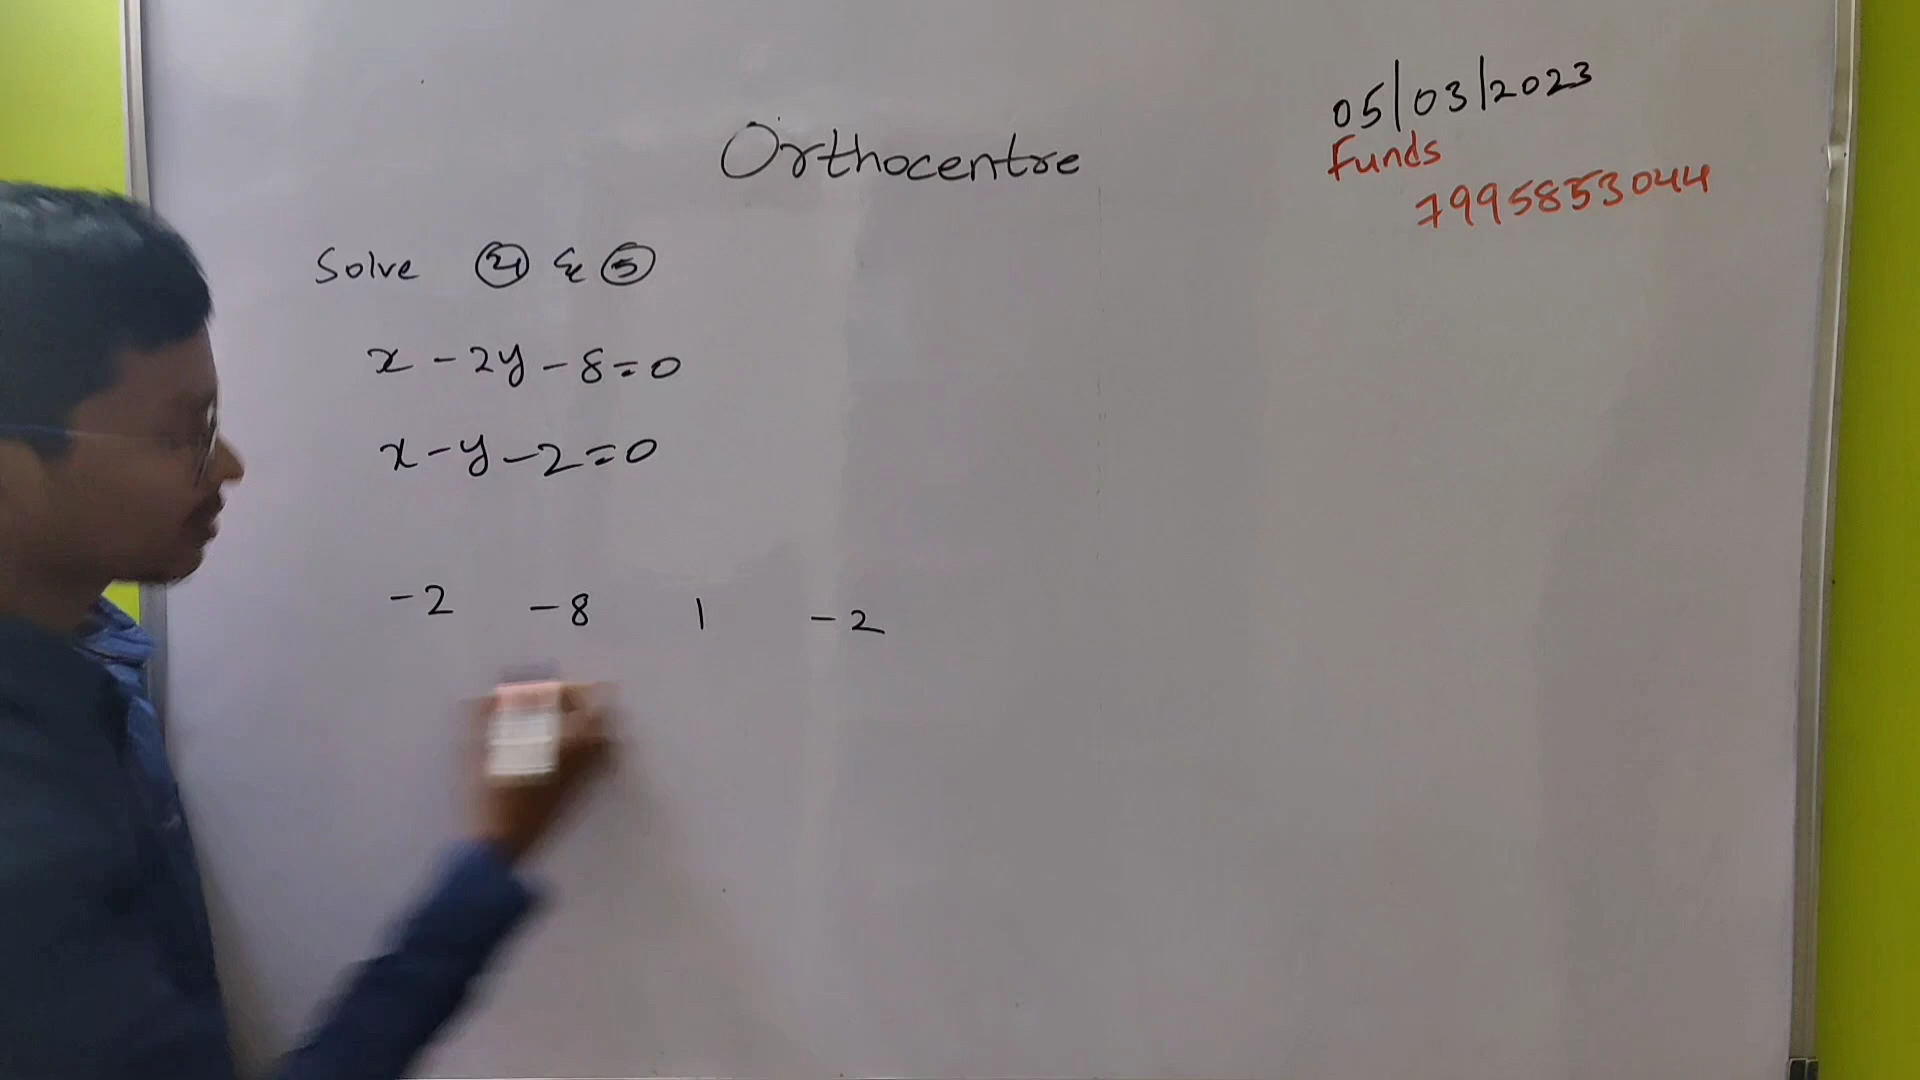 05/03/2023
Orthocentre
Funds
7995853044
Solve ④ & ⑤
x - 2y - 8 = 0
x - y - 2 = 0
-2 -8 1 -2